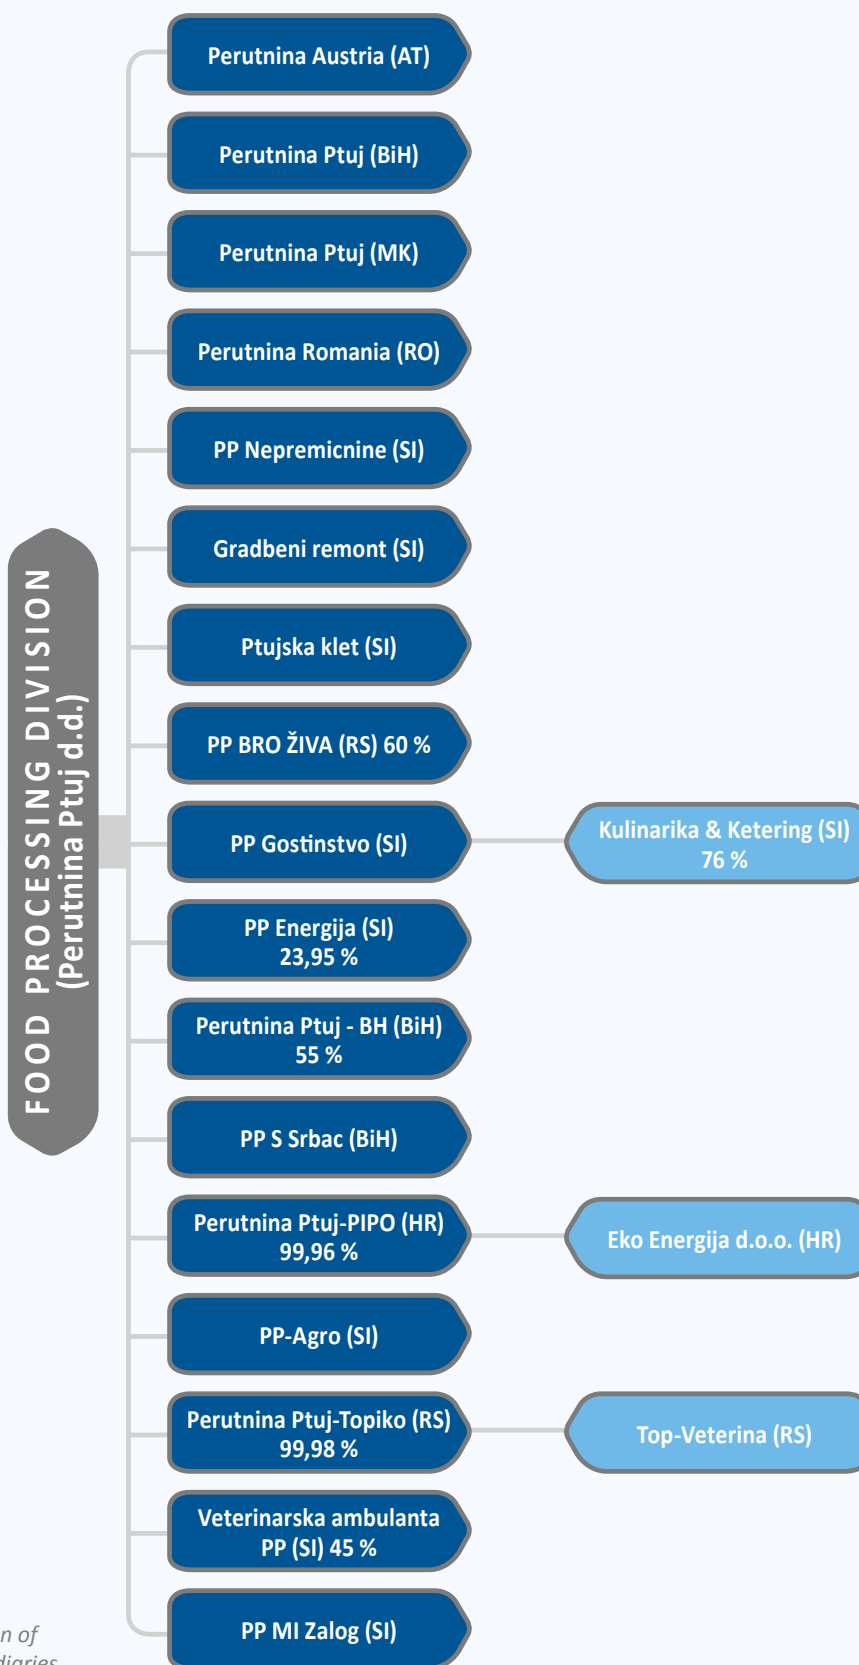 FOOD PROCESSING DIVISION
(Perutnina Ptuj d.d.)
Perutnina Austria (AT)
Perutnina Ptuj (BiH)
Perutnina Ptuj (MK)
Perutnina Romania (RO)
PP Nepremicnine (SI)
Gradbeni remont (SI)
Ptujska klet (SI)
PP BRO ŽIVA (RS) 60 %
PP Gostinstvo (SI)
Kulinarika & Ketering (SI)
76 %
PP Energija (SI)
23,95 %
Perutnina Ptuj - BH (BiH)
55 %
PP S Srbac (BiH)
Perutnina Ptuj-PIPO (HR)
99,96 %
Eko Energija d.o.o. (HR)
PP-Agro (SI)
Perutnina Ptuj-Topiko (RS)
99,98 %
Top-Veterina (RS)
Veterinarska ambulanta
PP (SI) 45 %
PP MI Zalog (SI)
of